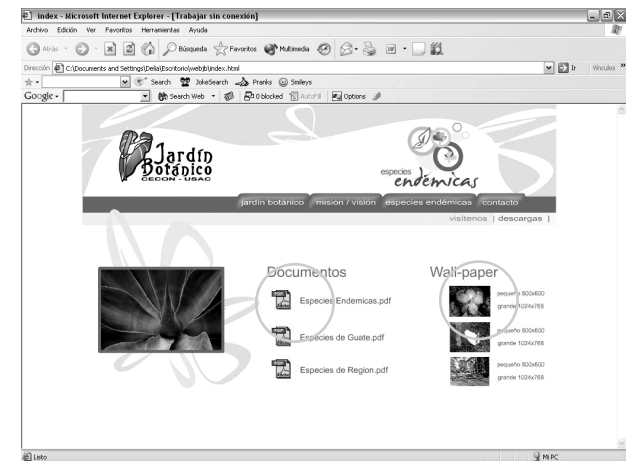 index - Microsoft Internet Explorer - [Trabajar sin conexión]
Archivo Edición Ver Favoritos Herramientas Ayuda
Atrás Búsqueda Favoritos Multimedia
Dirección C:\Documents and Settings\Delia\Escritorio\web\jb\index.html Ir Vínculos »
Search JokeSearch Pranks Smileys
Google Search Web 0 blocked AutoFill Options
Jardín
Botánico
CECON - USAC
especies
endémicas
jardín botánico misión / visión especies endémicas contacto
visítenos | descargas |
Documentos Wall-paper
Especies Endemicas.pdf
pequeño 800x600
grande 1024x768
Especies de Guate.pdf
pequeño 800x600
grande 1024x768
Especies de Region.pdf
pequeño 800x600
grande 1024x768
Listo Mi PC